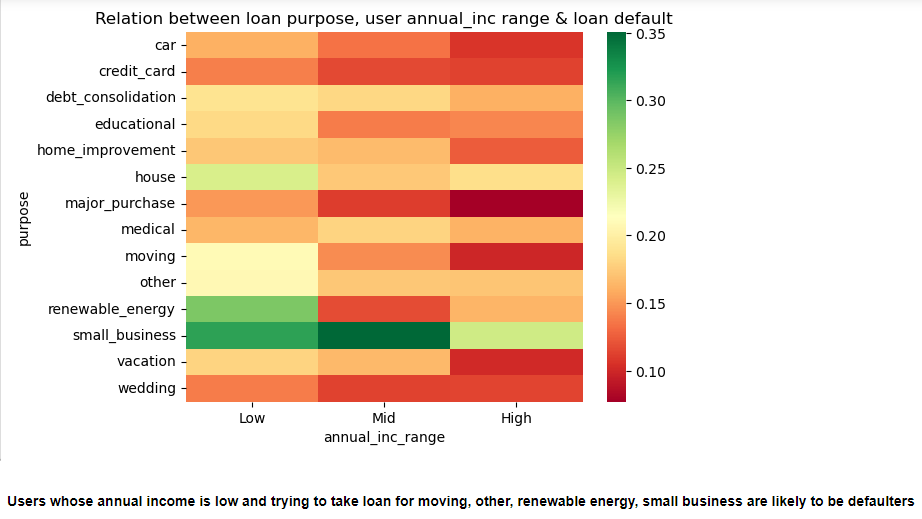 Relation between loan purpose, user annual_inc range & loan default
car
credit_card
debt_consolidation
educational
home_improvement
house
major_purchase
medical
moving
other
renewable_energy
small_business
vacation
wedding
purpose
Low Mid High
annual_inc_range
0.35
0.30
0.25
0.20
0.15
0.10
Users whose annual income is low and trying to take loan for moving, other, renewable energy, small business are likely to be defaulters